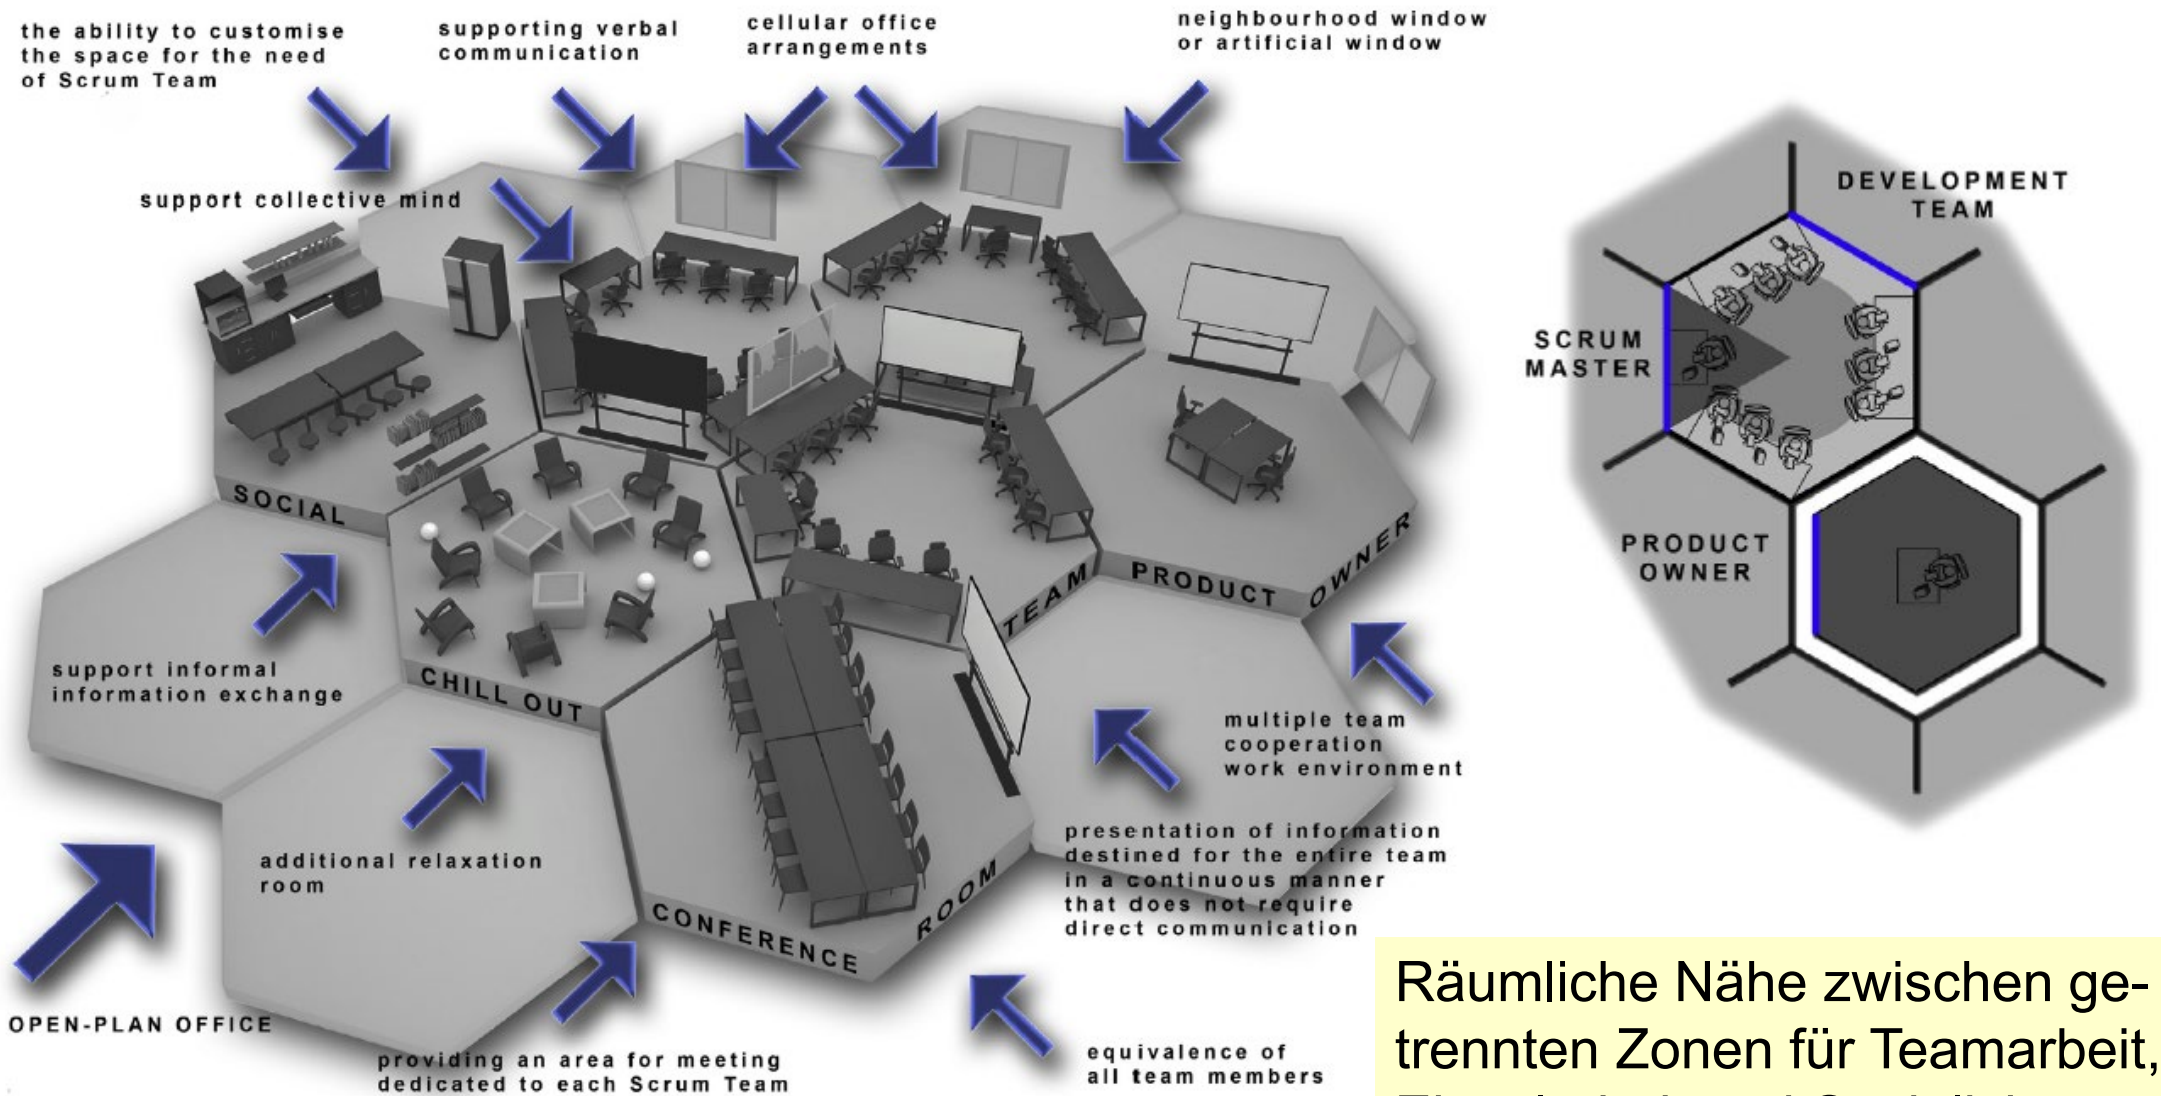 the ability to customise
the space for the need
of Scrum Team
supporting verbal
communication
cellular office
arrangements
neighbourhood window
or artificial window
support collective mind
SOCIAL
CHILL OUT
CONFERENCE ROOM
TEAM
PRODUCT OWNER
support informal
information exchange
additional relaxation
room
OPEN-PLAN OFFICE
providing an area for meeting
dedicated to each Scrum Team
equivalence of
all team members
presentation of information
destined for the entire team
in a continuous manner
that does not require
direct communication
multiple team
cooperation
work environment
DEVELOPMENT
TEAM
SCRUM
MASTER
PRODUCT
OWNER
Räumliche Nähe zwischen ge-
trennten Zonen für Teamarbeit,